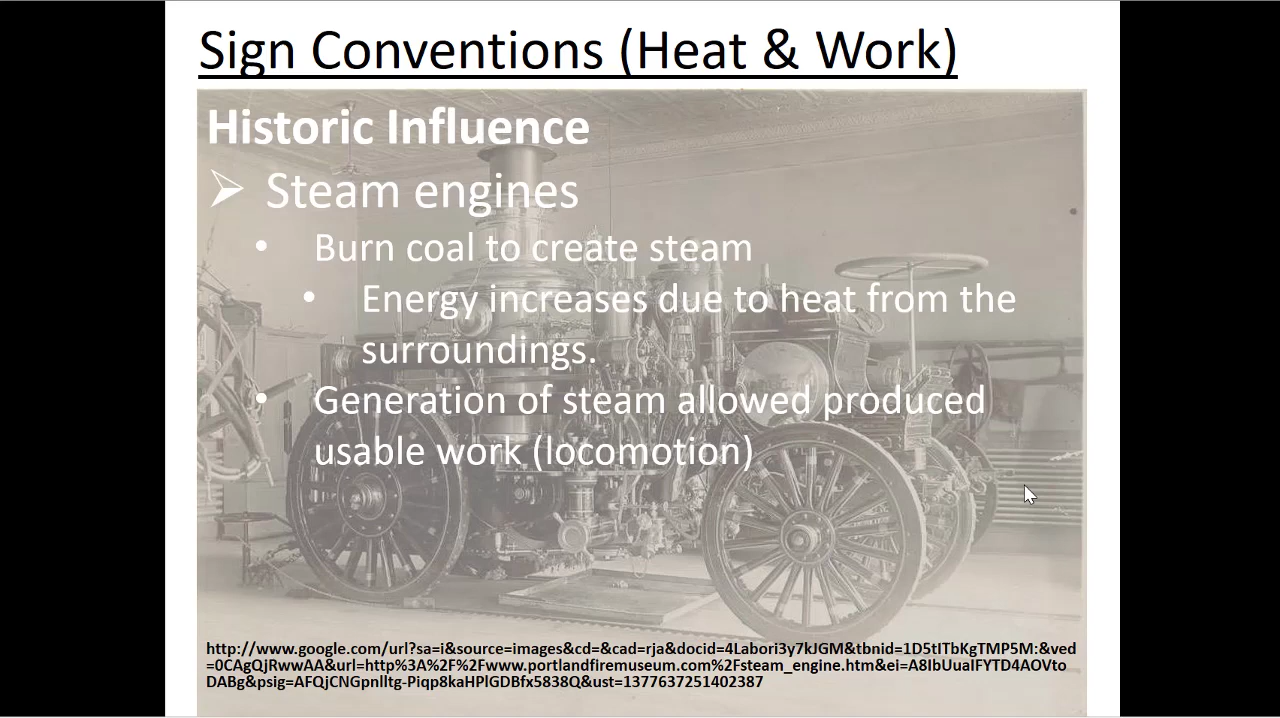 Sign Conventions (Heat & Work)
Historic Influence
➢ Steam engines
• Burn coal to create steam
• Energy increases due to heat from the
surroundings.
• Generation of steam allowed produced
usable work (locomotion)
http://www.google.com/url?sa=i&source=images&cd=&cad=rja&docid=4Labori3y7kJGM&tbnid=1D5tITbKgTMP5M:&ved
=0CAgQjRwwAA&url=http%3A%2F%2Fwww.portlandfiremuseum.com%2Fsteam_engine.htm&ei=A8IbUuaIFYTD4AOVto
DABg&psig=AFQjCNGpnlltg-Piqp8kaHPlGDBfx5838Q&ust=1377637251402387